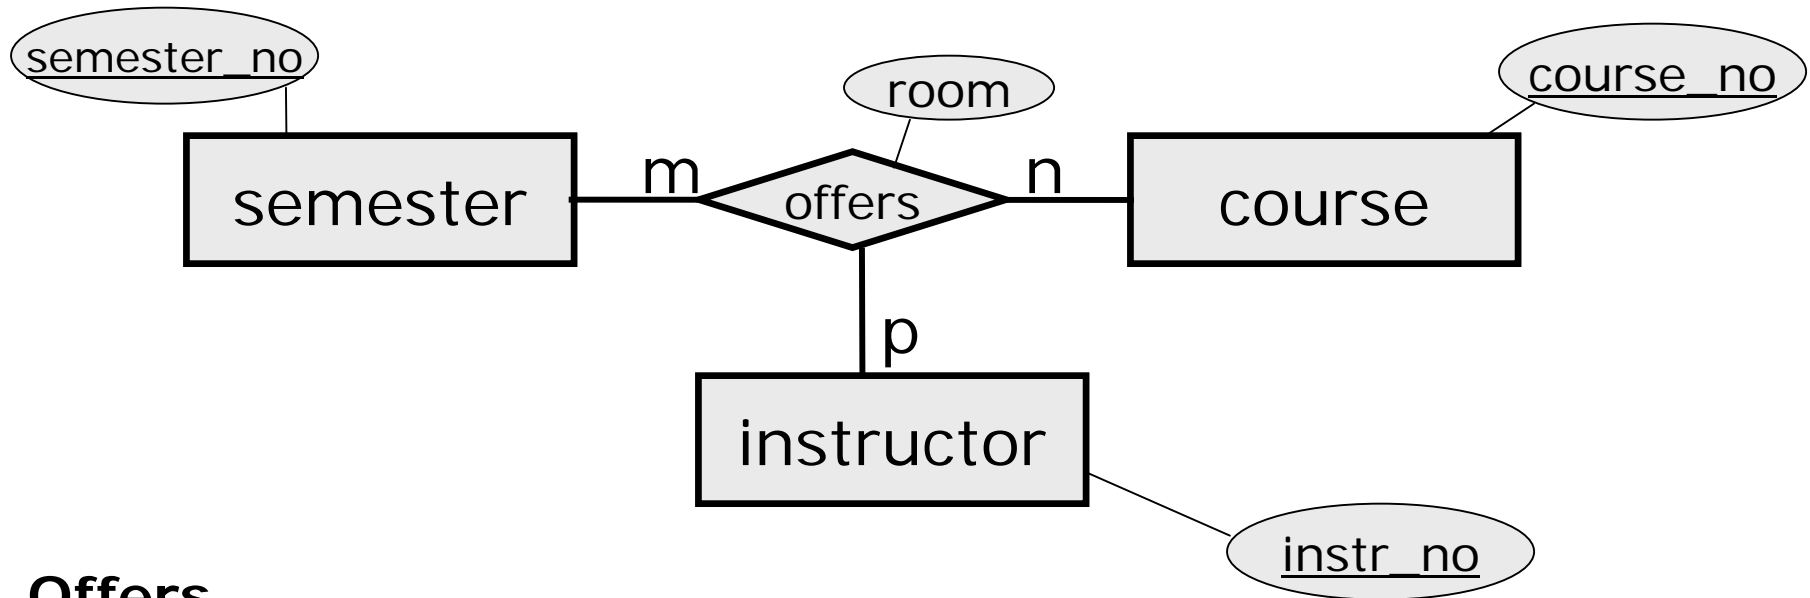 semester_no
room
course_no
semester
m
offers
n
course
p
instructor
instr_no
Offers